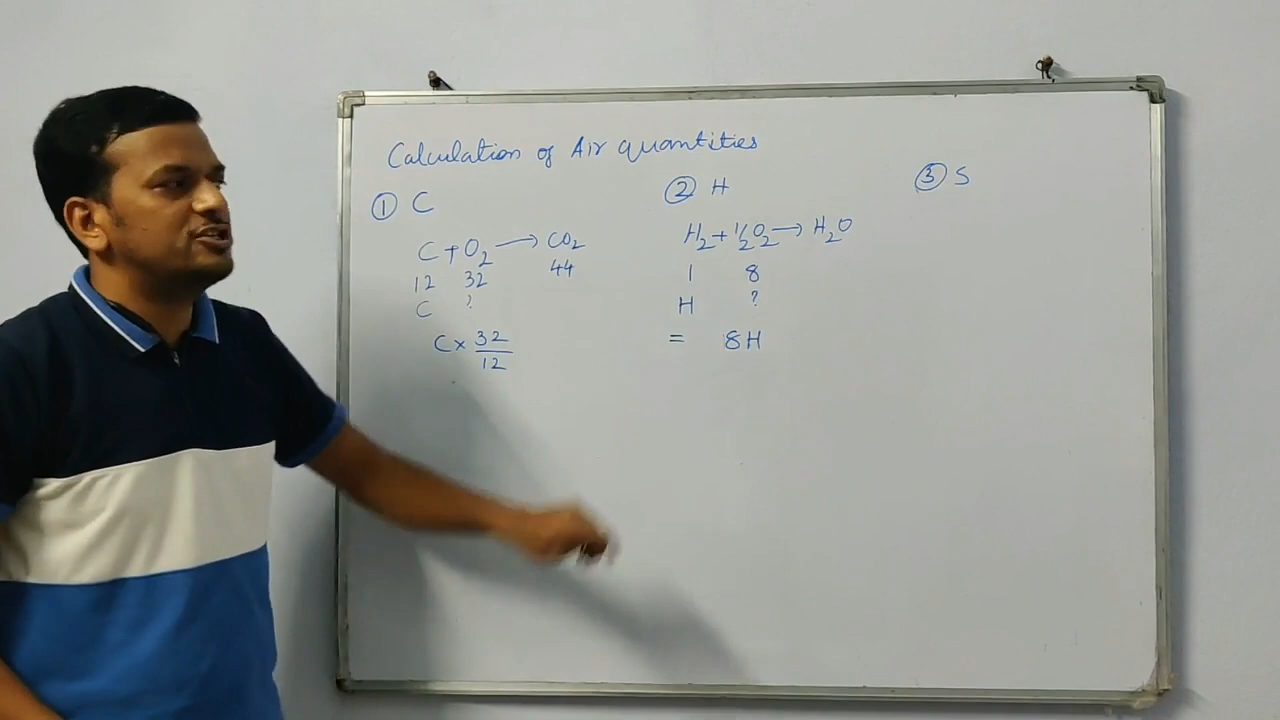 Calculation of Air quantities
① C
C + O₂ → CO₂
12 32 44
C ?
C × 32/12
② H
H₂ + ½O₂ → H₂O
1 8
H ?
= 8H
③ S